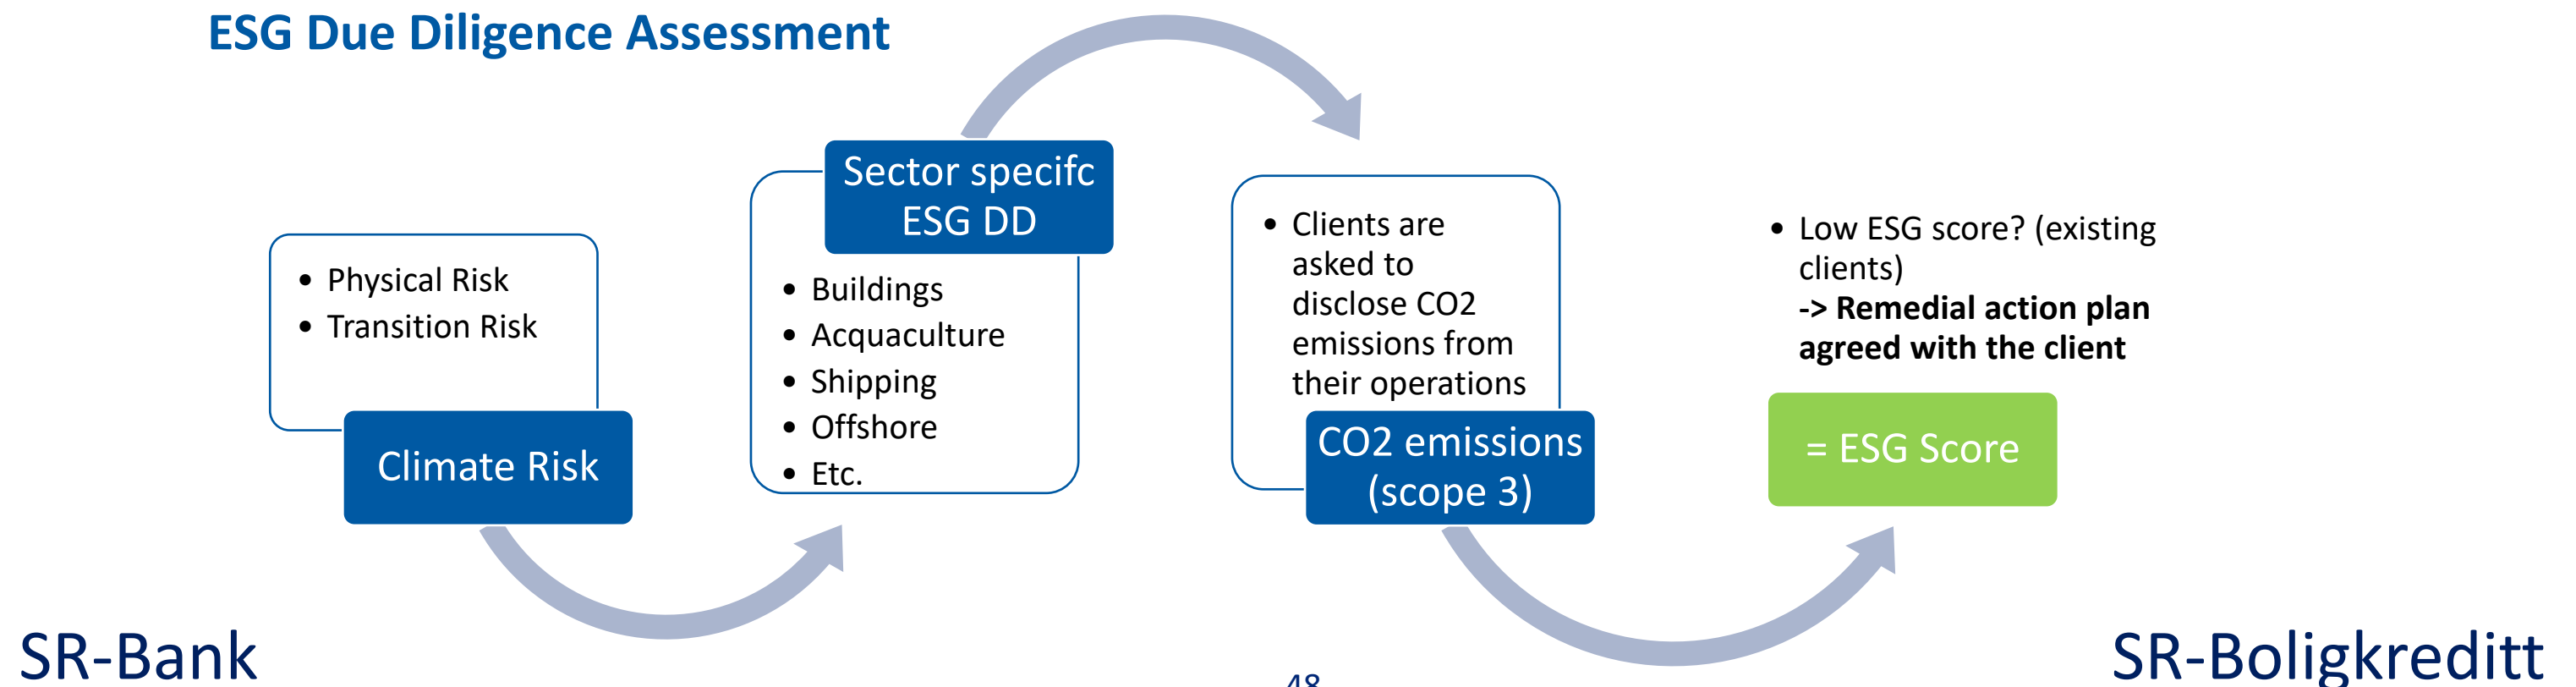 ESG Due Diligence Assessment
• Physical Risk
• Transition Risk
Climate Risk
Sector specifc
ESG DD
• Buildings
• Acquaculture
• Shipping
• Offshore
• Etc.
• Clients are
asked to
disclose CO2
emissions from
their operations
CO2 emissions
(scope 3)
• Low ESG score? (existing
clients)
-> Remedial action plan
agreed with the client
= ESG Score
SR-Bank
48
SR-Boligkreditt